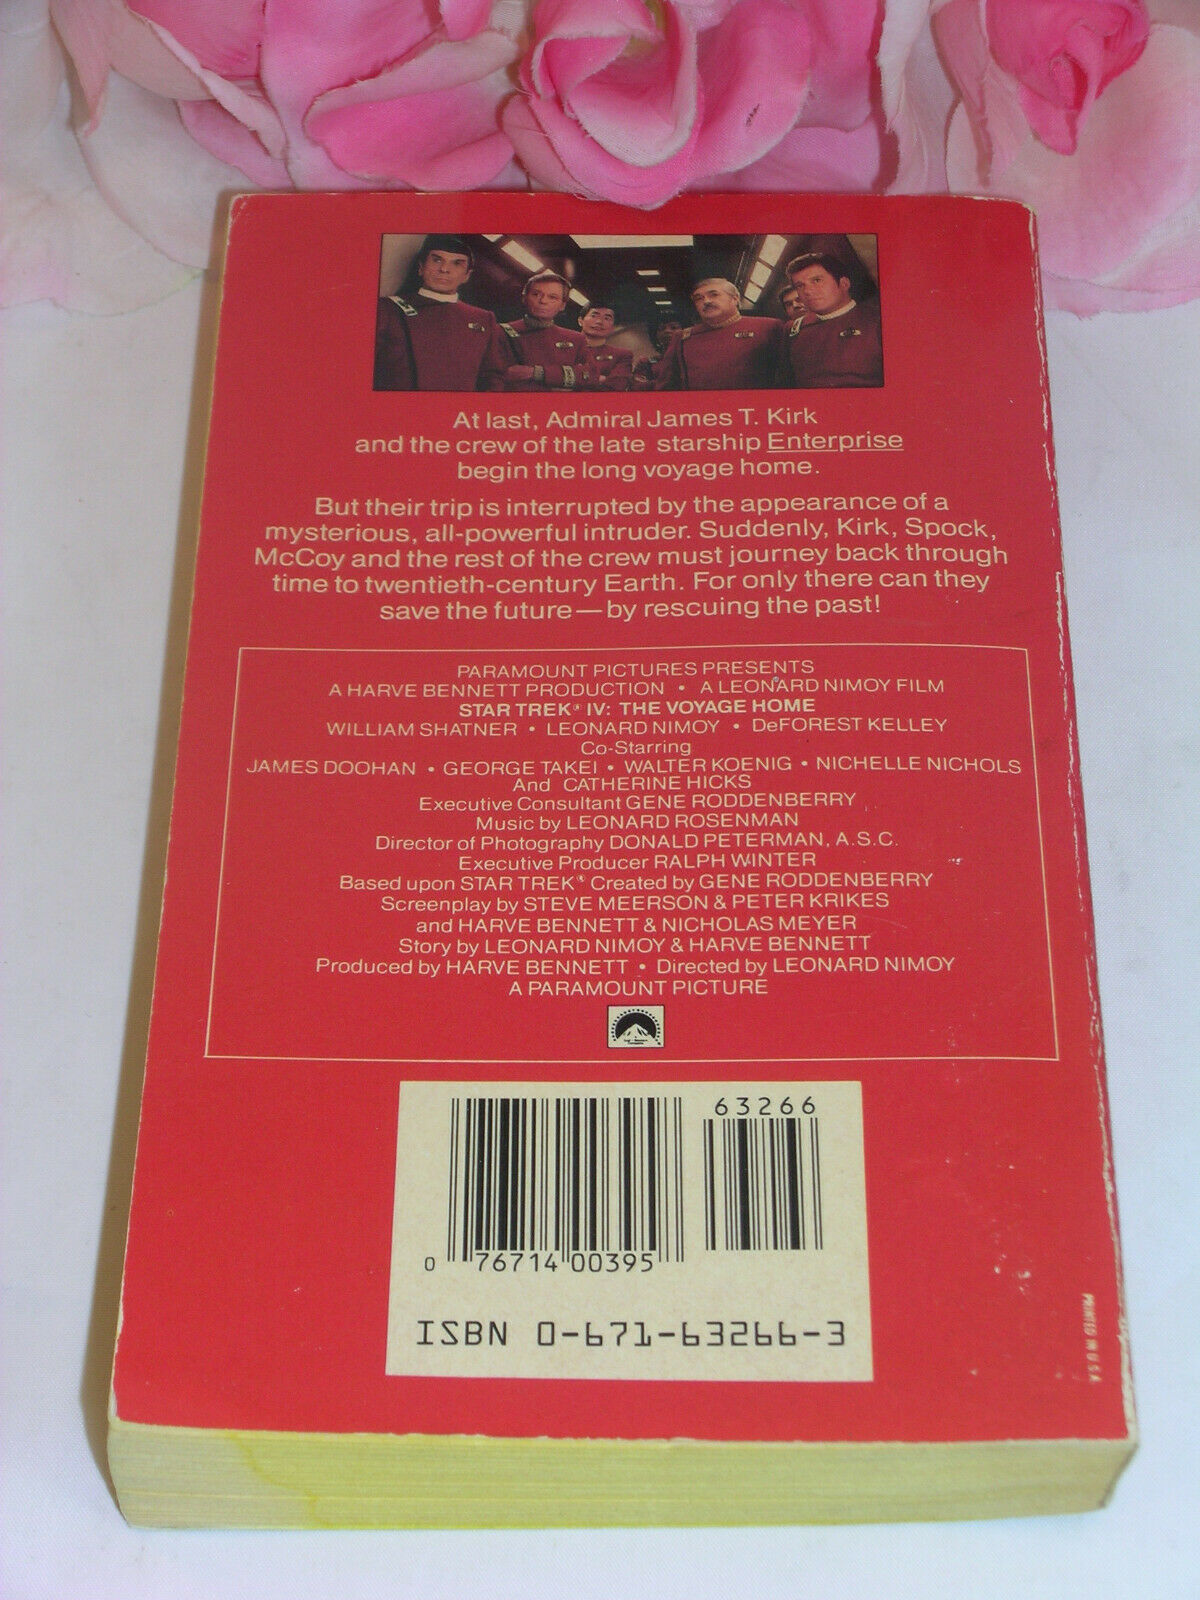 At last, Admiral James T. Kirk
and the crew of the late starship Enterprise
begin the long voyage home.
But their trip is interrupted by the appearance of a
mysterious, all-powerful intruder. Suddenly, Kirk, Spock,
McCoy and the rest of the crew must journey back through
time to twentieth-century Earth. For only there can they
save the future—by rescuing the past!
PARAMOUNT PICTURES PRESENTS
A HARVE BENNETT PRODUCTION • A LEONARD NIMOY FILM
STAR TREK® IV: THE VOYAGE HOME
WILLIAM SHATNER • LEONARD NIMOY • DeFOREST KELLEY
Co-Starring
JAMES DOOHAN • GEORGE TAKEI • WALTER KOENIG • NICHELLE NICHOLS
And CATHERINE HICKS
Executive Consultant GENE RODDENBERRY
Music by LEONARD ROSENMAN
Director of Photography DONALD PETERMAN, A.S.C.
Executive Producer RALPH WINTER
Based upon STAR TREK® Created by GENE RODDENBERRY
Screenplay by STEVE MEERSON & PETER KRIKES
and HARVE BENNETT & NICHOLAS MEYER
Story by LEONARD NIMOY & HARVE BENNETT
Produced by HARVE BENNETT • Directed by LEONARD NIMOY
A PARAMOUNT PICTURE
63266
0 76714 00395
ISBN 0-671-63266-3
PRINTED IN U.S.A.